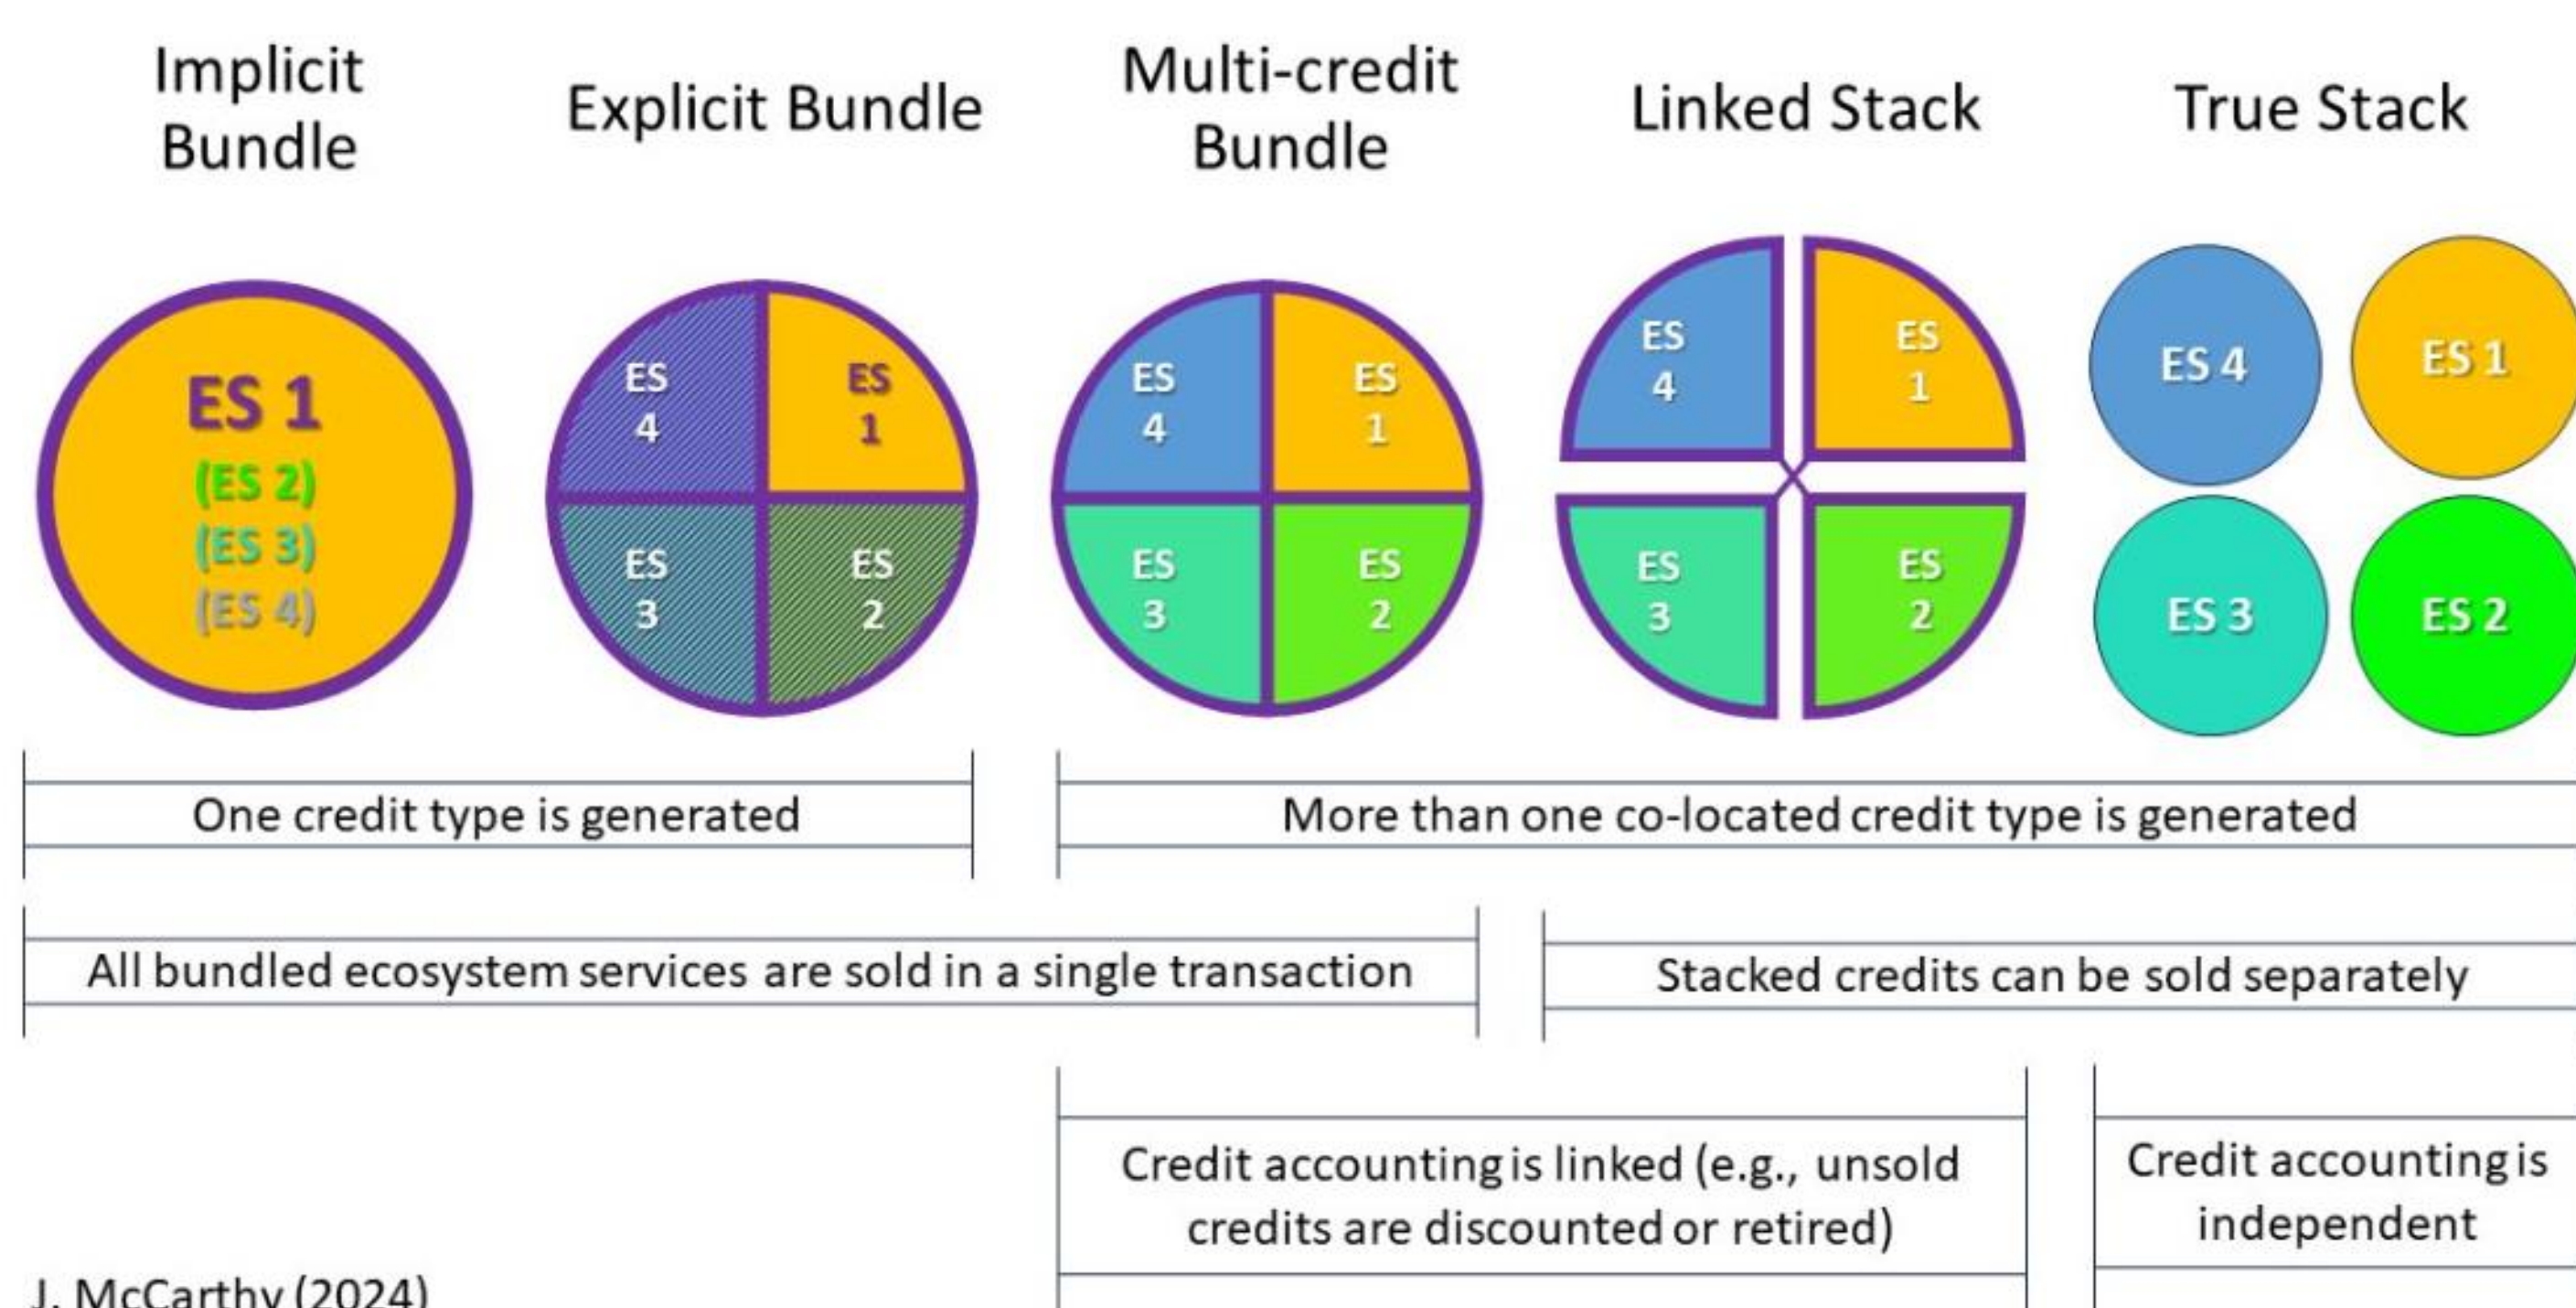 Implicit
Bundle
Explicit Bundle
Multi-credit
Bundle
Linked Stack
True Stack
ES 1
(ES 2)
(ES 3)
(ES 4)
ES
4
ES
1
ES
3
ES
2
ES
4
ES
1
ES
3
ES
2
ES
4
ES
1
ES
3
ES
2
ES 4
ES 1
ES 3
ES 2
One credit type is generated
More than one co-located credit type is generated
All bundled ecosystem services are sold in a single transaction
Stacked credits can be sold separately
Credit accounting is linked (e.g., unsold
credits are discounted or retired)
Credit accounting is
independent
J. McCarthy (2024)